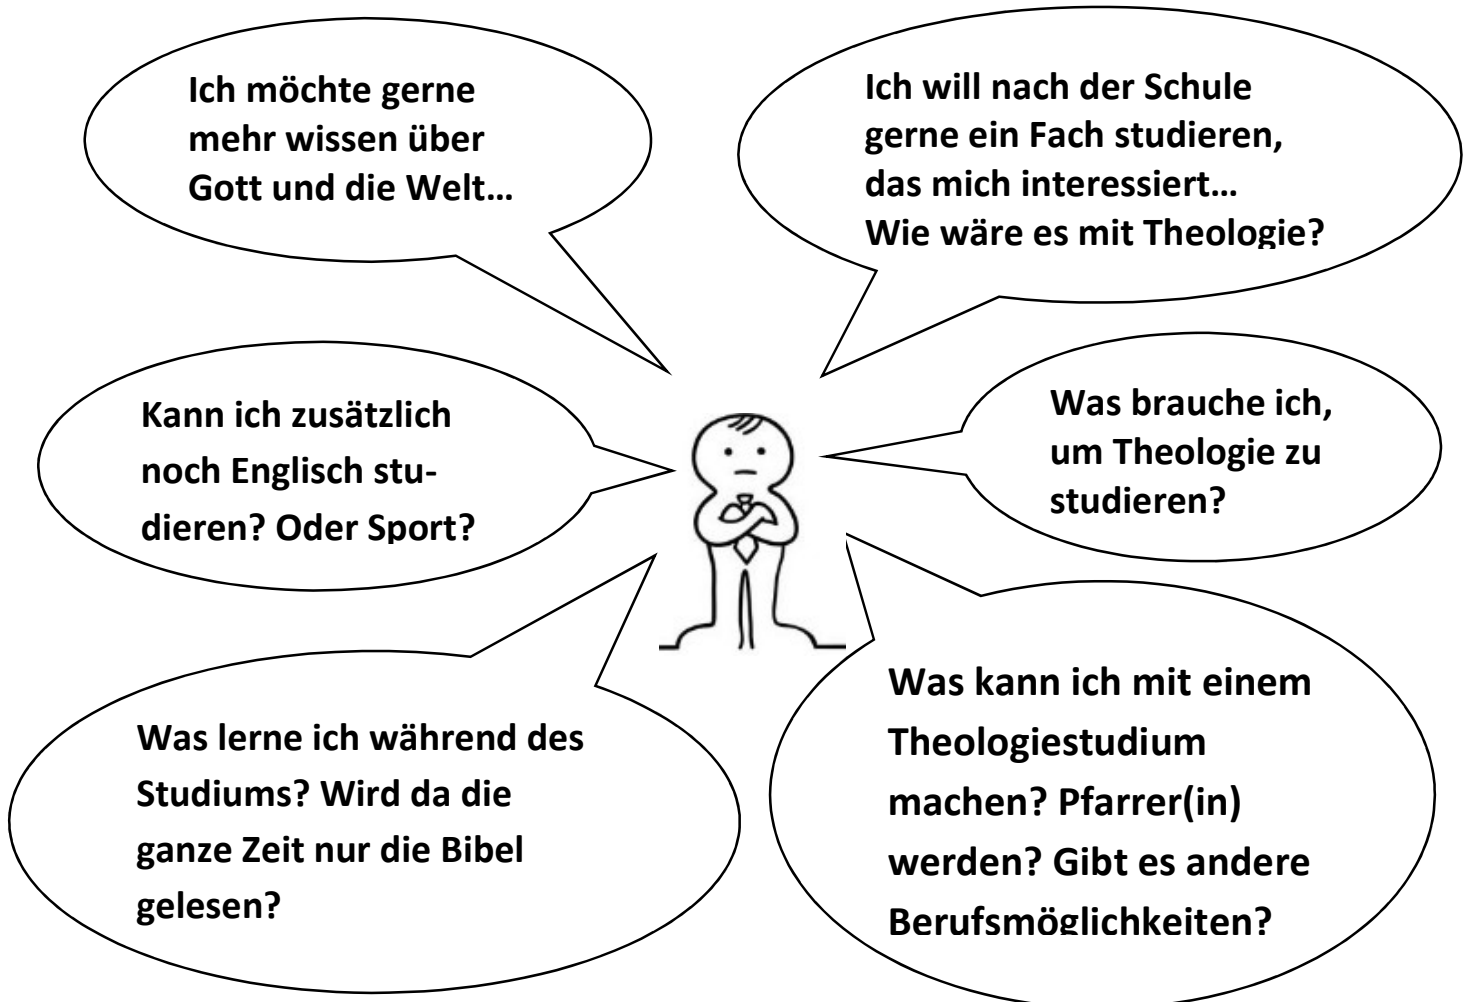 Ich möchte gerne
mehr wissen über
Gott und die Welt…
Ich will nach der Schule
gerne ein Fach studieren,
das mich interessiert…
Wie wäre es mit Theologie?
Kann ich zusätzlich
noch Englisch stu-
dieren? Oder Sport?
Was brauche ich,
um Theologie zu
studieren?
Was lerne ich während des
Studiums? Wird da die
ganze Zeit nur die Bibel
gelesen?
Was kann ich mit einem
Theologiestudium
machen? Pfarrer(in)
werden? Gibt es andere
Berufsmöglichkeiten?